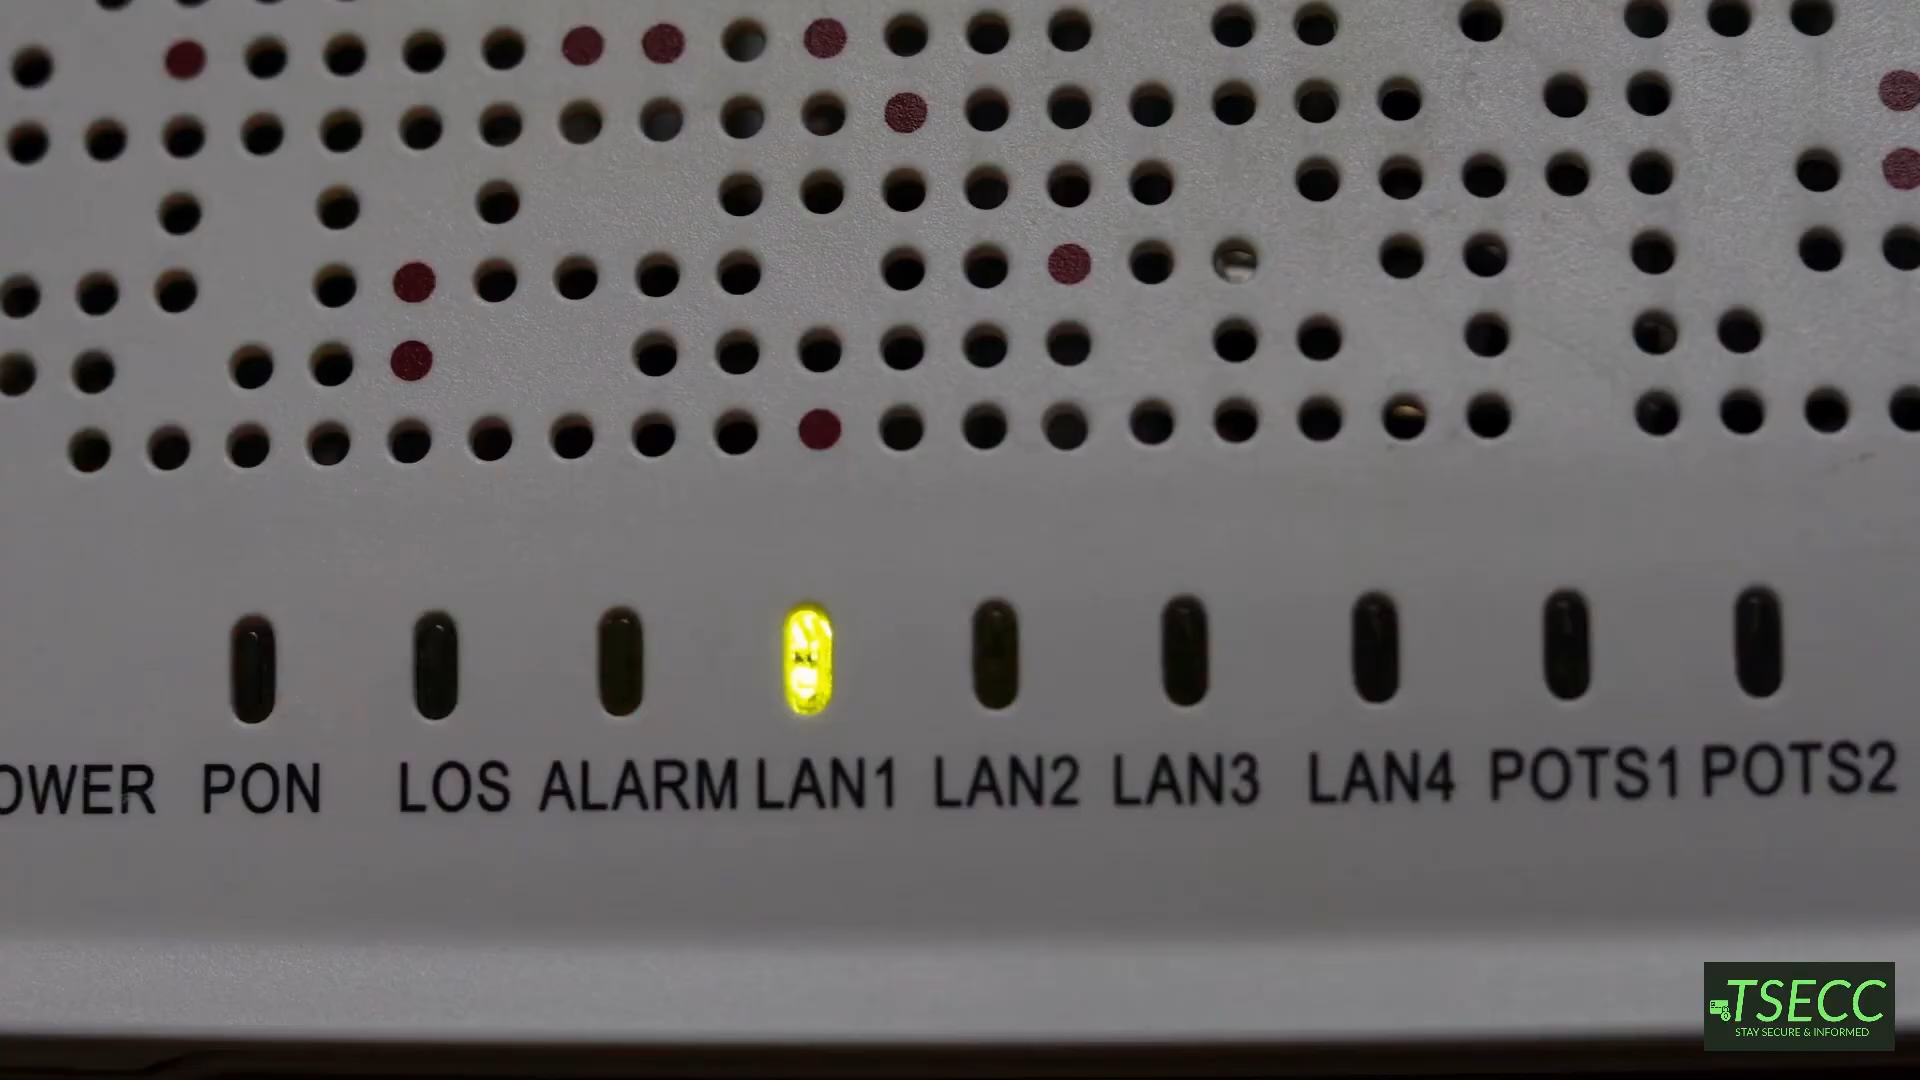 OWER PON LOS ALARM LAN1 LAN2 LAN3 LAN4 POTS1 POTS2
TSECC
STAY SECURE & INFORMED